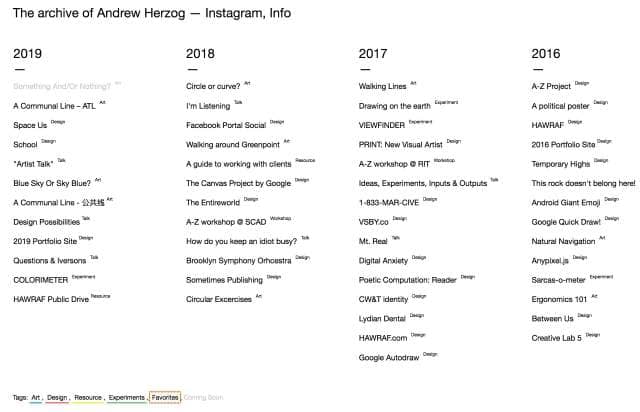 The archive of Andrew Herzog — Instagram, Info
2019
—
Something And/Or Nothing? Art
A Communal Line – ATL Art
Space Us Design
School Design
"Artist Talk" Talk
Blue Sky Or Sky Blue? Art
A Communal Line - 公共线 Art
Design Possibilities Talk
2019 Portfolio Site Design
Questions & Iversons Talk
COLORIMETER Experiment
HAWRAF Public Drive Resource
2018
—
Circle or curve? Art
I'm Listening Talk
Facebook Portal Social Design
Walking around Greenpoint Art
A guide to working with clients Resource
The Canvas Project by Google Design
The Entireworld Design
A-Z workshop @ SCAD Workshop
How do you keep an idiot busy? Talk
Brooklyn Symphony Orhcestra Design
Sometimes Publishing Design
Circular Excercises Art
2017
—
Walking Lines Art
Drawing on the earth Experiment
VIEWFINDER Experiment
PRINT: New Visual Artist Design
A-Z workshop @ RIT Workshop
Ideas, Experiments, Inputs & Outputs Talk
1-833-MAR-CIVE Design
VSBY.co Design
Mt. Real Talk
Digital Anxiety Design
Poetic Computation: Reader Design
CW&T identity Design
Lydian Dental Design
HAWRAF.com Design
Google Autodraw Design
2016
—
A-Z Project Design
A political poster Design
HAWRAF Design
2016 Portfolio Site Design
Temporary Highs Design
This rock doesn't belong here!
Android Giant Emoji Design
Google Quick Draw! Design
Natural Navigation Art
Anypixel.js Design
Sarcas-o-meter Experiment
Ergonomics 101 Art
Between Us Design
Creative Lab 5 Design
Tags: Art, Design, Resource, Experiments, Favorites, Coming Soon